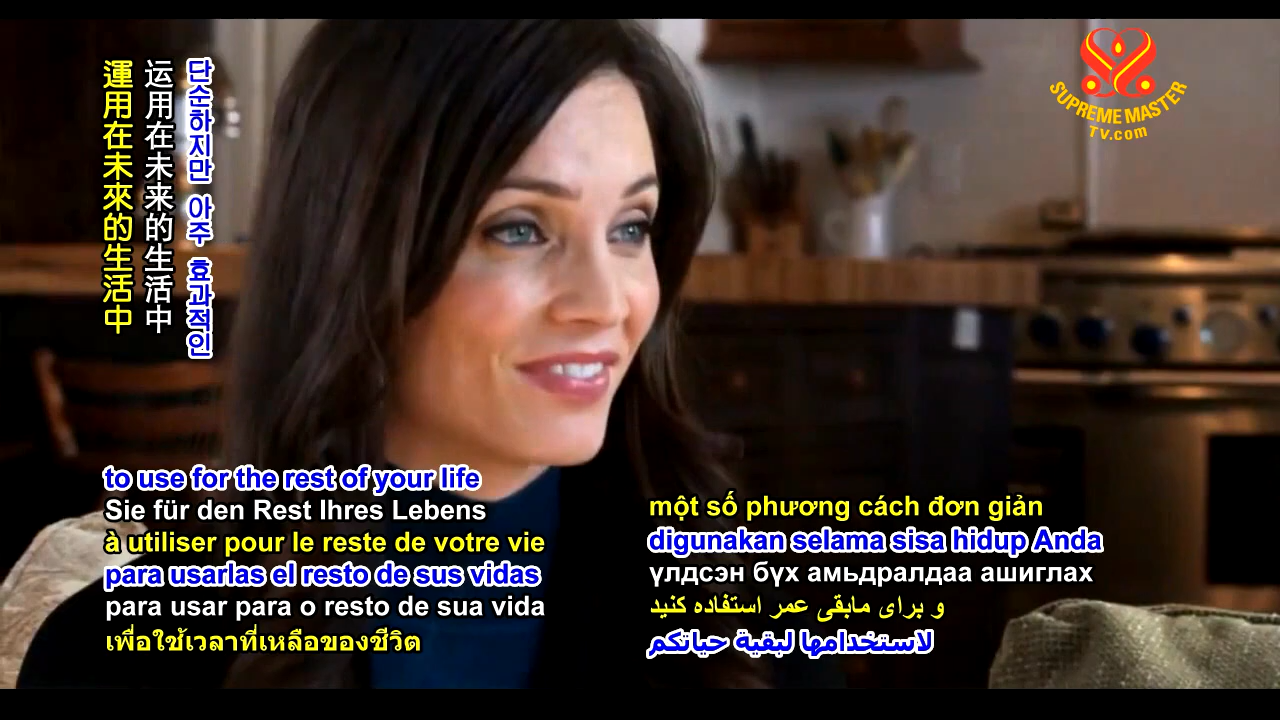 運用在未來的生活中
运用在未来的生活中
단순하지만 아주 효과적인
SUPREME MASTER
TV.com
to use for the rest of your life
Sie für den Rest Ihres Lebens
à utiliser pour le reste de votre vie
para usarlas el resto de sus vidas
para usar para o resto de sua vida
เพื่อใช้เวลาที่เหลือของชีวิต
một số phương cách đơn giản
digunakan selama sisa hidup Anda
үлдсэн бүх амьдралдаа ашиглах
و برای مابقی عمر استفاده کنید
لاستخدامها لبقية حياتكم